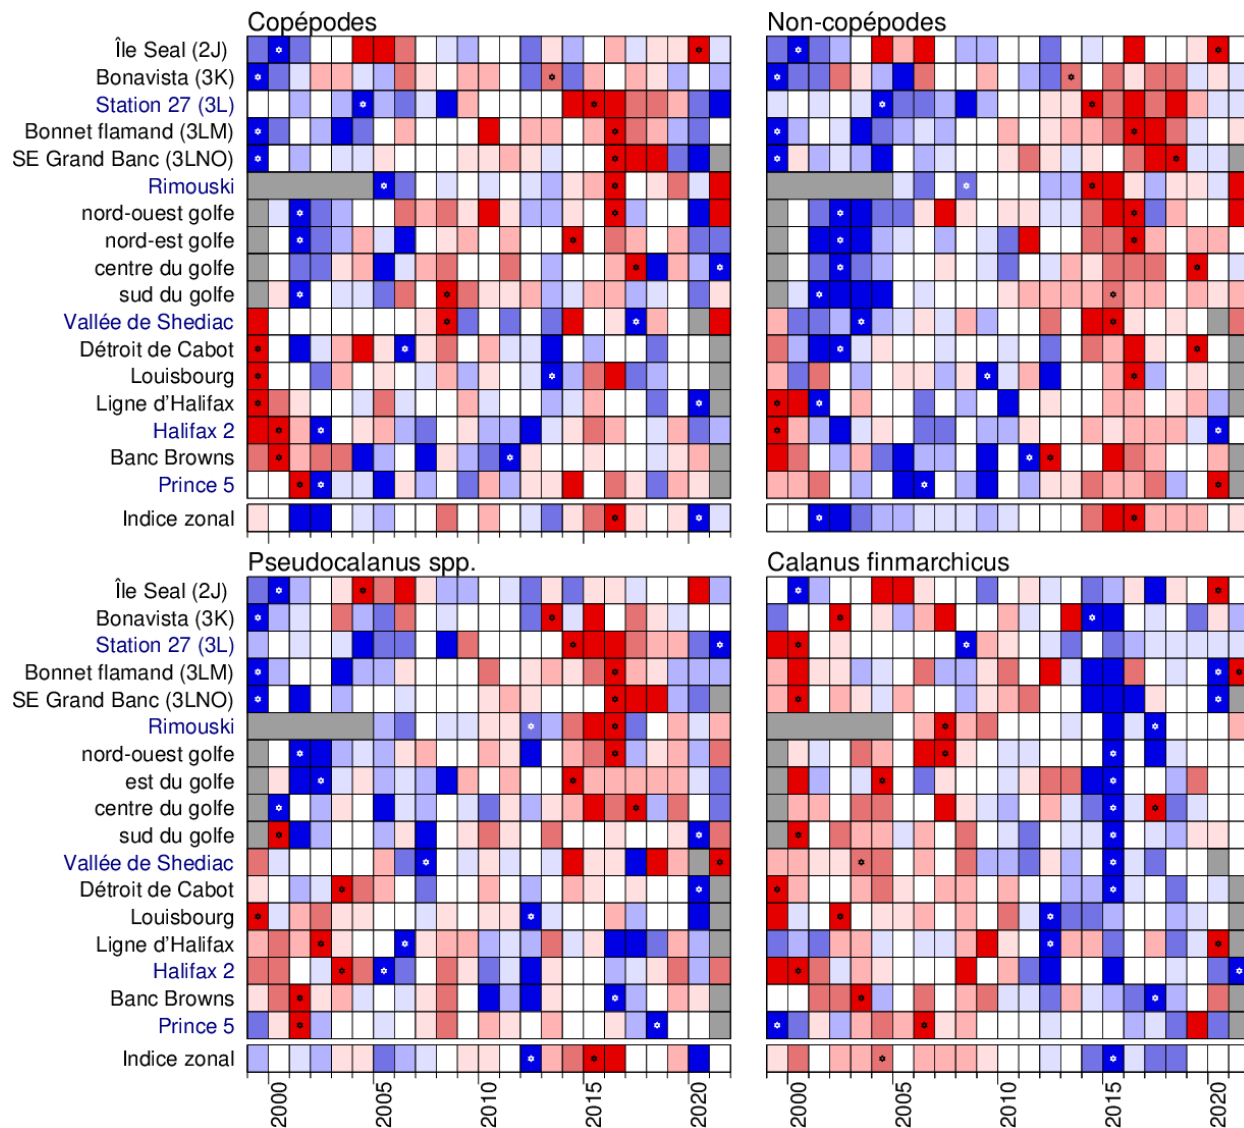 Copépodes
Non-copépodes
Île Seal (2J)
Bonavista (3K)
Station 27 (3L)
Bonnet flamand (3LM)
SE Grand Banc (3LNO)
Rimouski
nord-ouest golfe
nord-est golfe
centre du golfe
sud du golfe
Vallée de Shediac
Détroit de Cabot
Louisbourg
Ligne d'Halifax
Halifax 2
Banc Browns
Prince 5
Indice zonal
Pseudocalanus spp.
Calanus finmarchicus
Île Seal (2J)
Bonavista (3K)
Station 27 (3L)
Bonnet flamand (3LM)
SE Grand Banc (3LNO)
Rimouski
nord-ouest golfe
est du golfe
centre du golfe
sud du golfe
Vallée de Shediac
Détroit de Cabot
Louisbourg
Ligne d'Halifax
Halifax 2
Banc Browns
Prince 5
Indice zonal
2000
2005
2010
2015
2020
2000
2005
2010
2015
2020